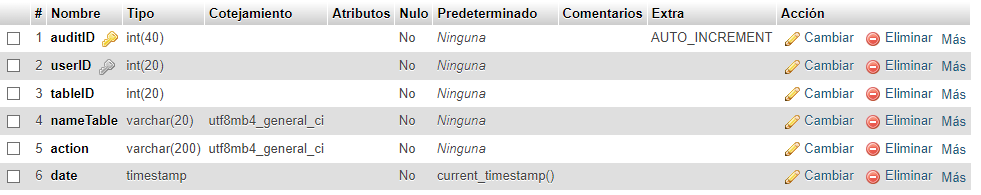 # Nombre Tipo Cotejamiento Atributos Nulo Predeterminado Comentarios Extra Acción
1 auditID int(40) No Ninguna AUTO_INCREMENT Cambiar Eliminar Más
2 userID int(20) No Ninguna Cambiar Eliminar Más
3 tableID int(20) No Ninguna Cambiar Eliminar Más
4 nameTable varchar(20) utf8mb4_general_ci No Ninguna Cambiar Eliminar Más
5 action varchar(200) utf8mb4_general_ci No Ninguna Cambiar Eliminar Más
6 date timestamp No current_timestamp() Cambiar Eliminar Más